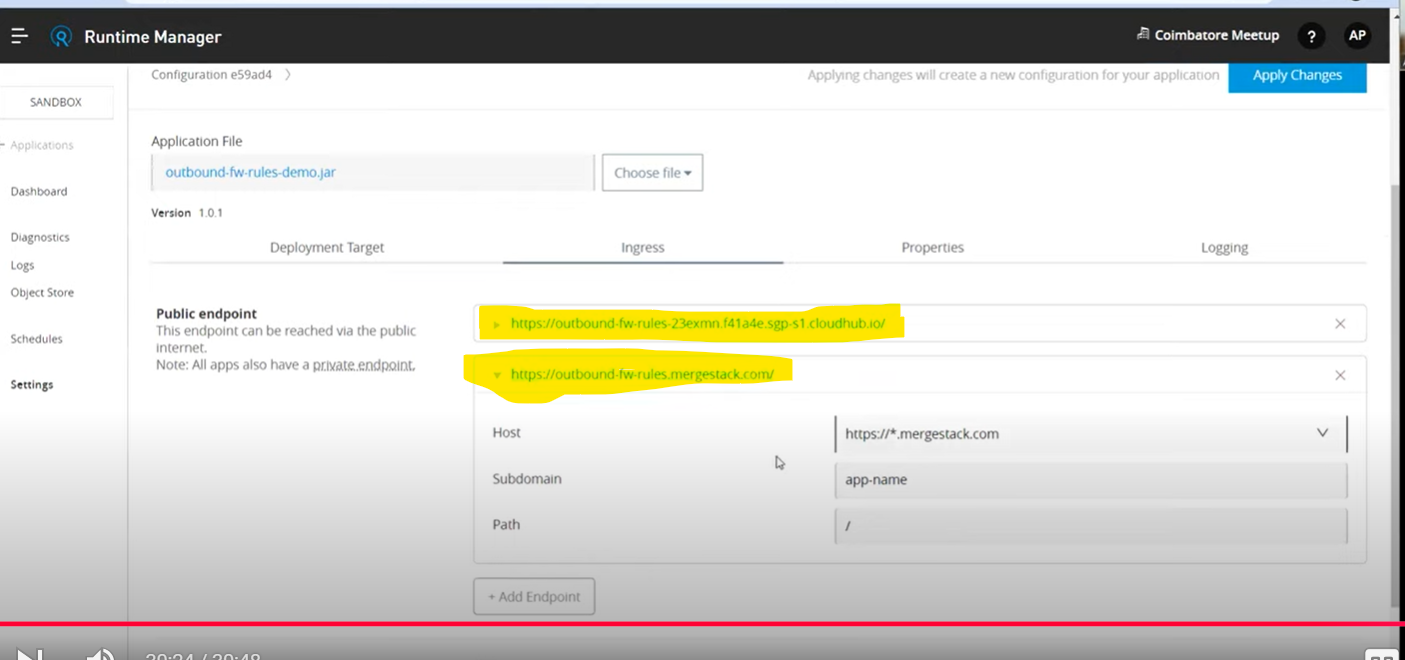 Runtime Manager
Coimbatore Meetup
?
AP
Configuration e59ad4
Applying changes will create a new configuration for your application
Apply Changes
SANDBOX
Applications
Dashboard
Diagnostics
Logs
Object Store
Schedules
Settings
Application File
outbound-fw-rules-demo.jar
Choose file
Version 1.0.1
Deployment Target
Ingress
Properties
Logging
Public endpoint
This endpoint can be reached via the public
internet.
Note: All apps also have a private endpoint.
https://outbound-fw-rules-23exmn.f41a4e.sgp-s1.cloudhub.io/
https://outbound-fw-rules.mergestack.com/
Host
https://*.mergestack.com
Subdomain
app-name
Path
/
+ Add Endpoint